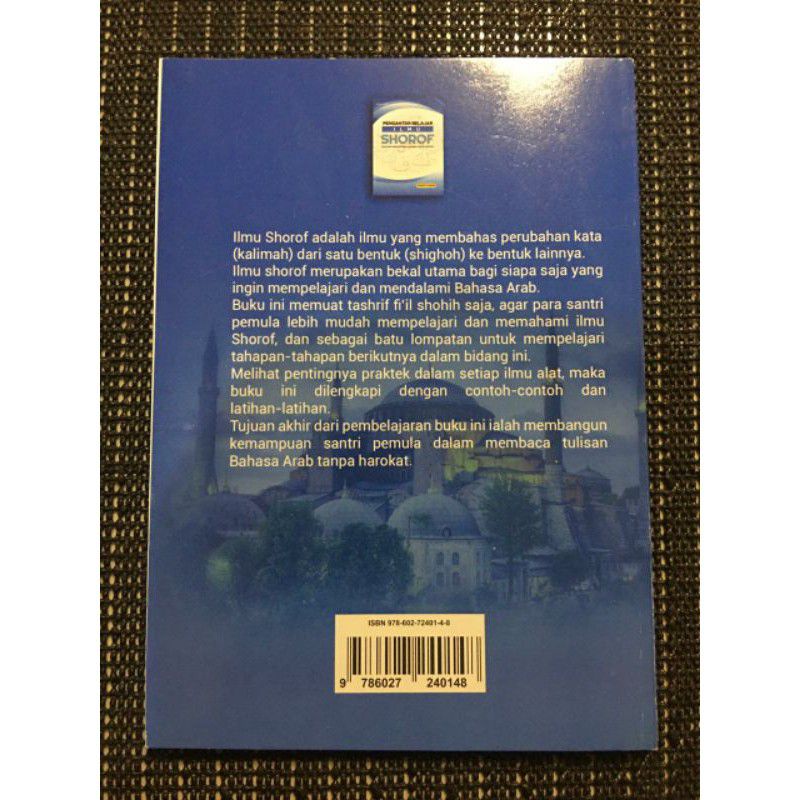 PENGANTAR BELAJAR
ILMU
SHOROF
Ilmu Shorof adalah ilmu yang membahas perubahan kata
(kalimah) dari satu bentuk (shighoh) ke bentuk lainnya.
Ilmu shorof merupakan bekal utama bagi siapa saja yang
ingin mempelajari dan mendalami Bahasa Arab.
Buku ini memuat tashrif fi'il shohih saja, agar para santri
pemula lebih mudah mempelajari dan memahami ilmu
Shorof, dan sebagai batu lompatan untuk mempelajari
tahapan-tahapan berikutnya dalam bidang ini.
Melihat pentingnya praktek dalam setiap ilmu alat, maka
buku ini dilengkapi dengan contoh-contoh dan
latihan-latihan.
Tujuan akhir dari pembelajaran buku ini ialah membangun
kemampuan santri pemula dalam membaca tulisan
Bahasa Arab tanpa harokat.
ISBN 978-602-72401-4-8
9 786027 240148